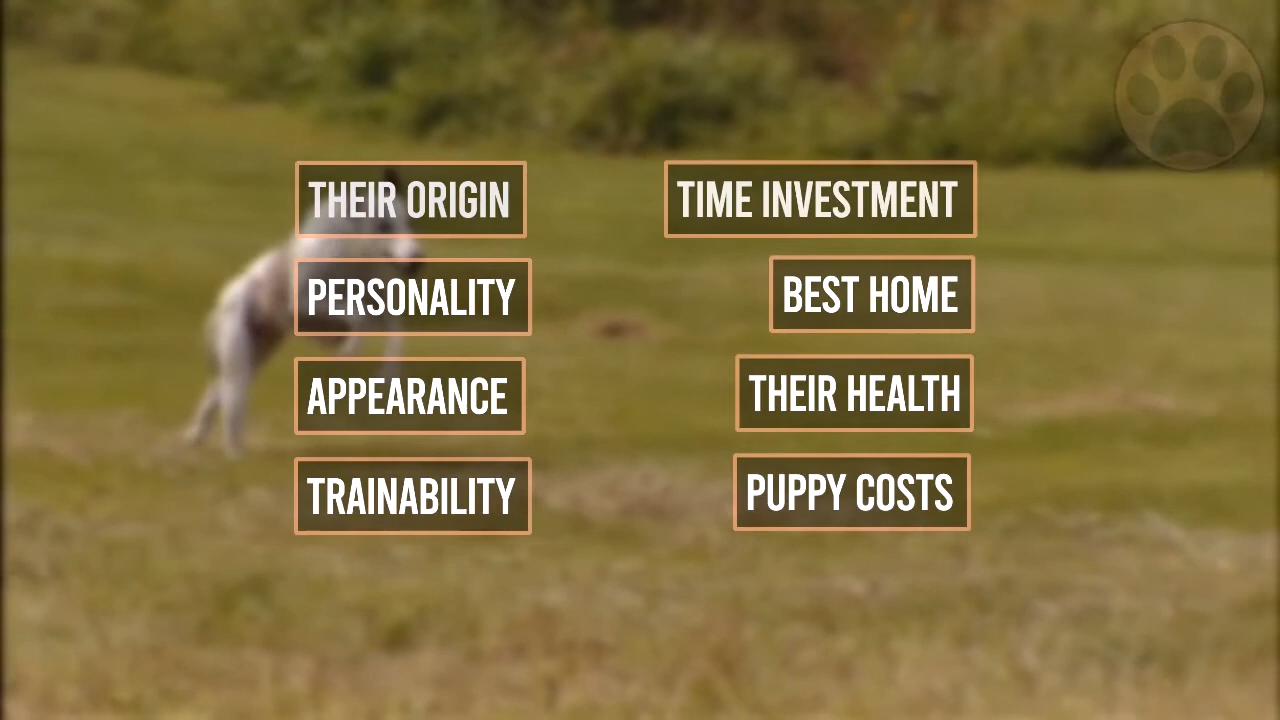 THEIR ORIGIN
PERSONALITY
APPEARANCE
TRAINABILITY
TIME INVESTMENT
BEST HOME
THEIR HEALTH
PUPPY COSTS